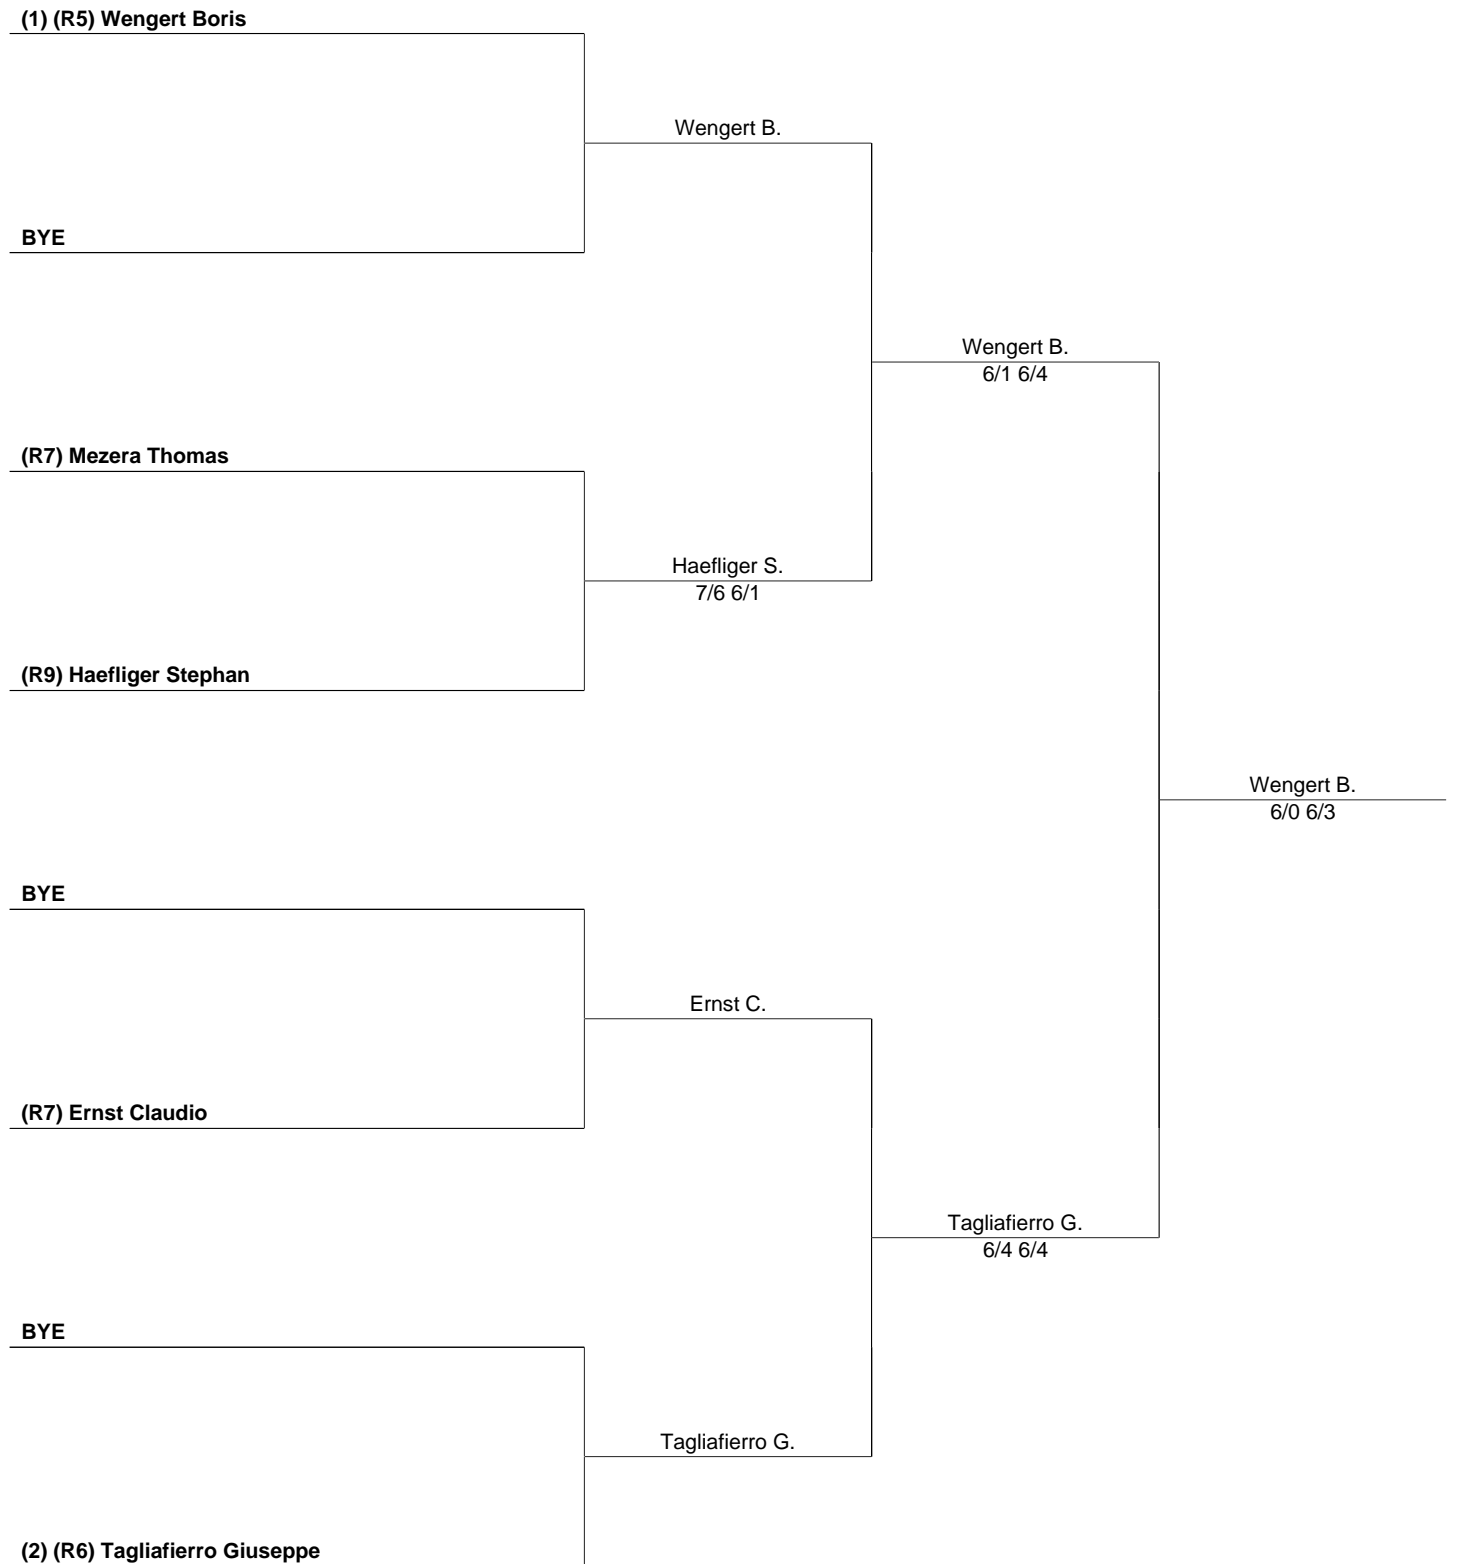 (1) (R5) Wengert Boris
Wengert B.
BYE
Wengert B.
6/1 6/4
(R7) Mezera Thomas
Haefliger S.
7/6 6/1
(R9) Haefliger Stephan
Wengert B.
6/0 6/3
BYE
Ernst C.
(R7) Ernst Claudio
Tagliafierro G.
6/4 6/4
BYE
Tagliafierro G.
(2) (R6) Tagliafierro Giuseppe